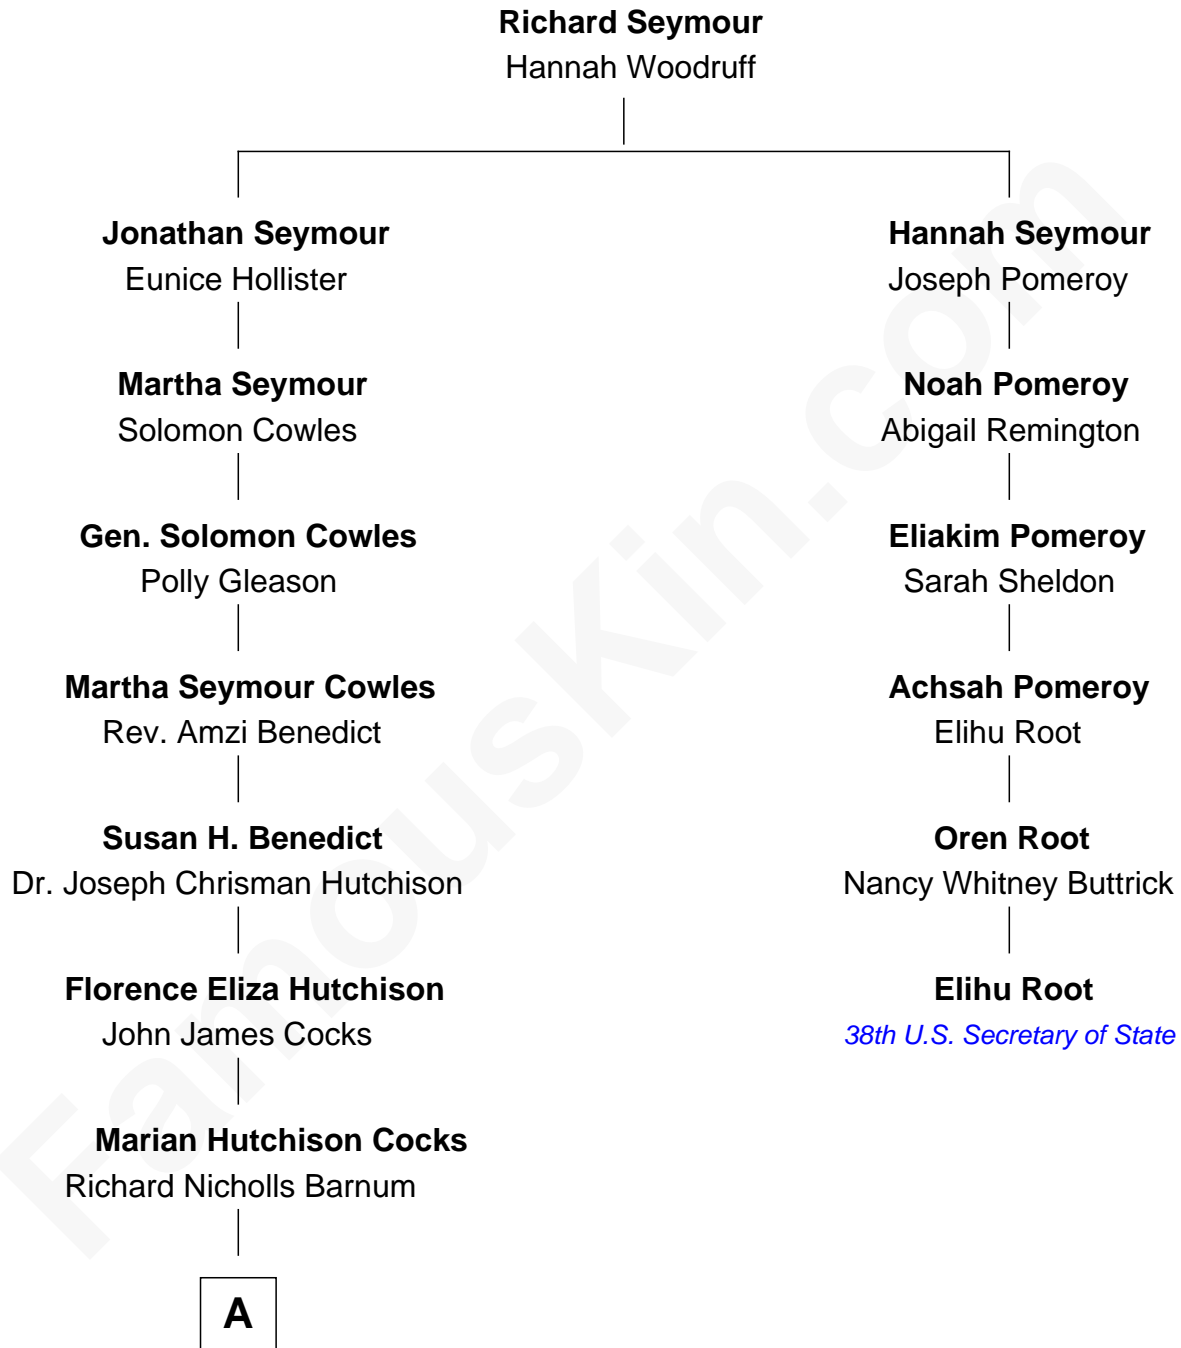 Richard Seymour
Hannah Woodruff
Jonathan Seymour
Eunice Hollister
Hannah Seymour
Joseph Pomeroy
Martha Seymour
Solomon Cowles
Noah Pomeroy
Abigail Remington
Gen. Solomon Cowles
Polly Gleason
Eliakim Pomeroy
Sarah Sheldon
Martha Seymour Cowles
Rev. Amzi Benedict
Achsah Pomeroy
Elihu Root
Susan H. Benedict
Dr. Joseph Chrisman Hutchison
Oren Root
Nancy Whitney Buttrick
Florence Eliza Hutchison
John James Cocks
Elihu Root
38th U.S. Secretary of State
Marian Hutchison Cocks
Richard Nicholls Barnum
A
FamousKin.com